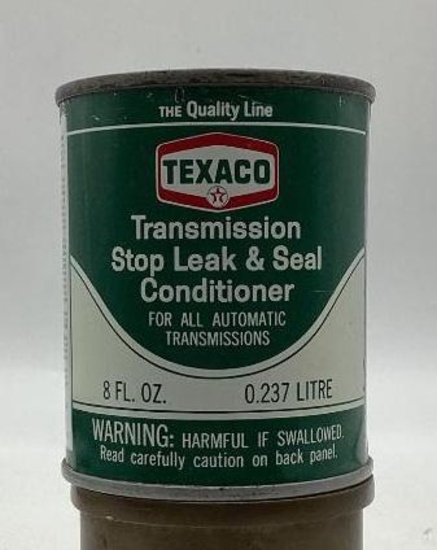 THE Quality Line
TEXACO
T
Transmission
Stop Leak & Seal
Conditioner
FOR ALL AUTOMATIC
TRANSMISSIONS
8 FL. OZ. 0.237 LITRE
WARNING: HARMFUL IF SWALLOWED.
Read carefully caution on back panel.